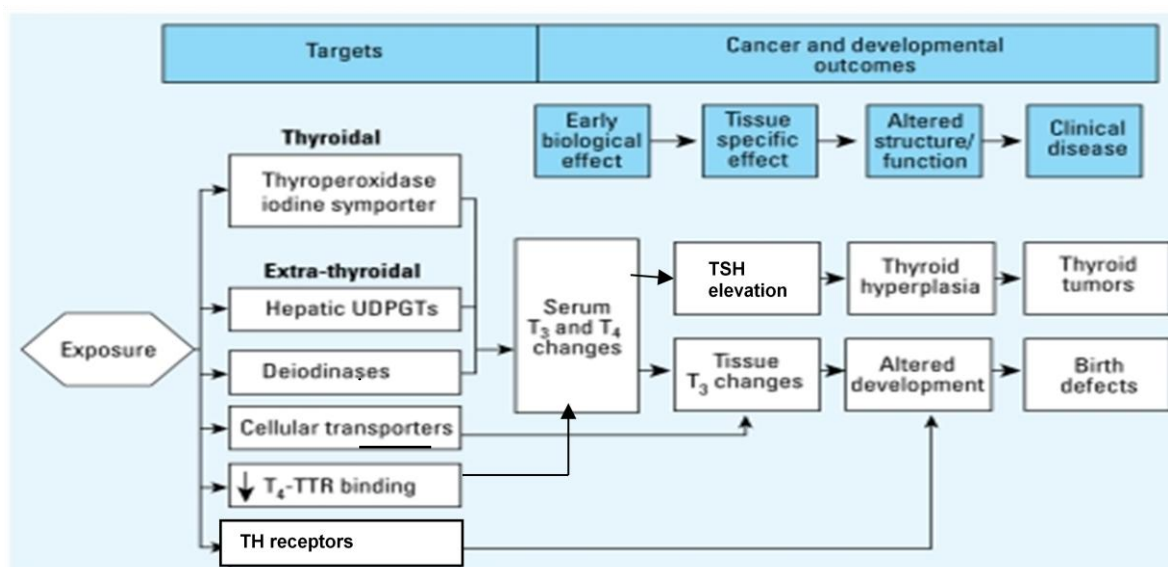 Targets
Cancer and developmental
outcomes
Early
biological
effect
Tissue
specific
effect
Altered
structure/
function
Clinical
disease
Thyroidal
Thyroperoxidase
iodine symporter
Extra-thyroidal
Hepatic UDPGTs
Deiodinases
Cellular transporters
↓ T₄-TTR binding
TH receptors
Exposure
Serum
T₃ and T₄
changes
TSH
elevation
Thyroid
hyperplasia
Thyroid
tumors
Tissue
T₃ changes
Altered
development
Birth
defects